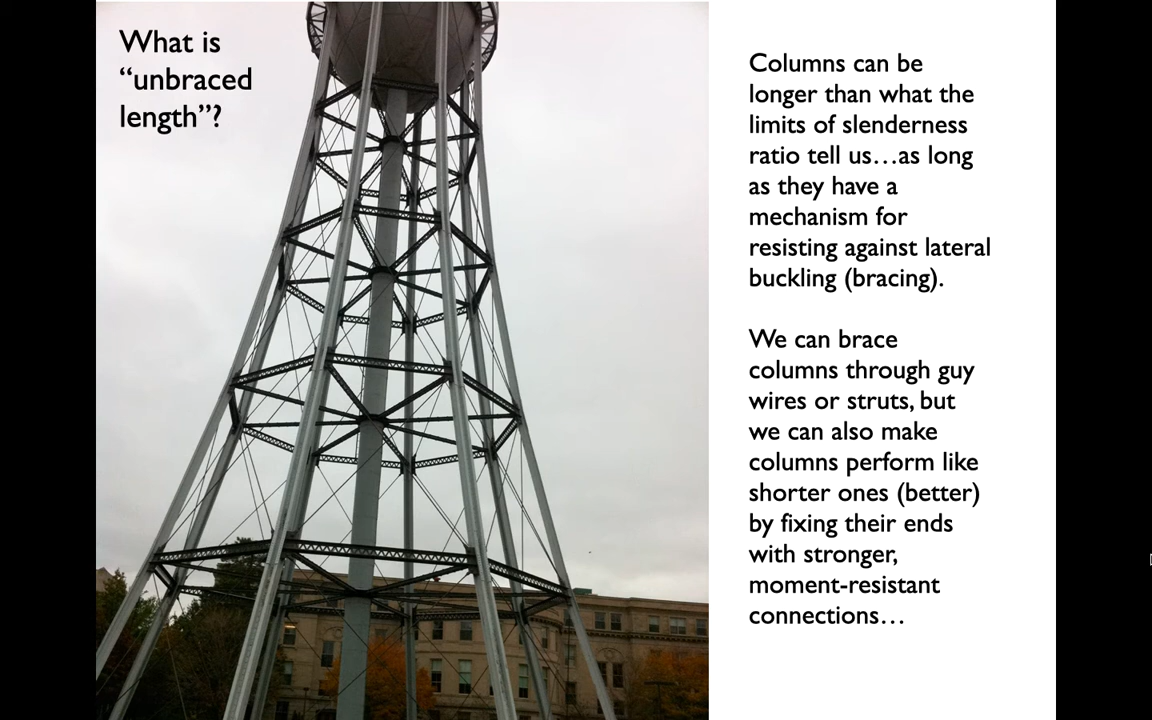 What is
“unbraced
length”?
Columns can be
longer than what the
limits of slenderness
ratio tell us…as long
as they have a
mechanism for
resisting against lateral
buckling (bracing).
We can brace
columns through guy
wires or struts, but
we can also make
columns perform like
shorter ones (better)
by fixing their ends
with stronger,
moment-resistant
connections…